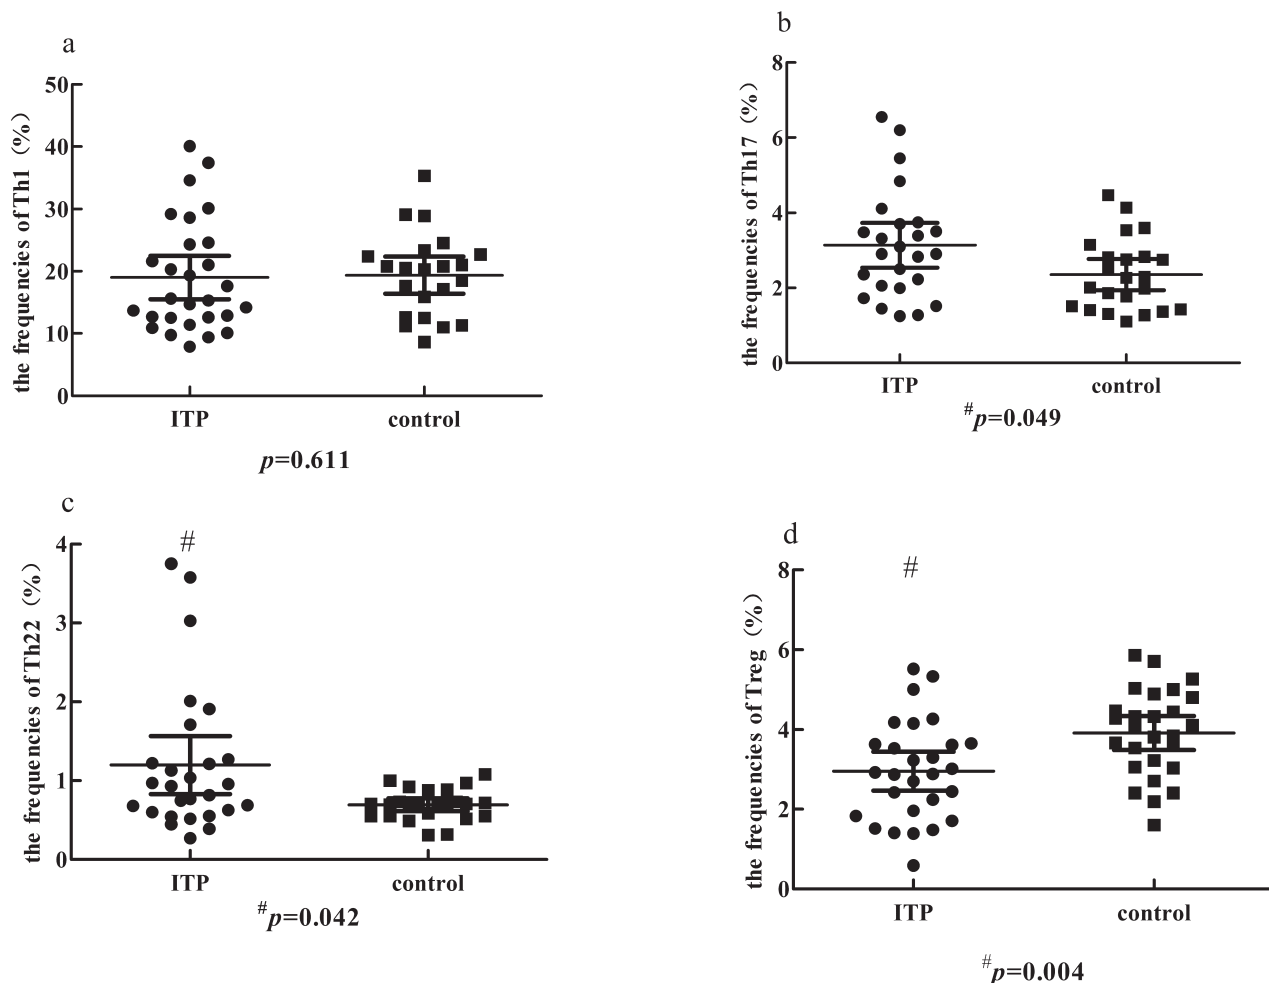 a
the frequencies of Th1 (%)
50
40
30
20
10
0
ITP control
p=0.611
b
the frequencies of Th17 (%)
8
6
4
2
0
ITP control
#p=0.049
c
the frequencies of Th22 (%)
#
4
3
2
1
0
ITP control
#p=0.042
d
the frequencies of Treg (%)
#
8
6
4
2
0
ITP control
#p=0.004